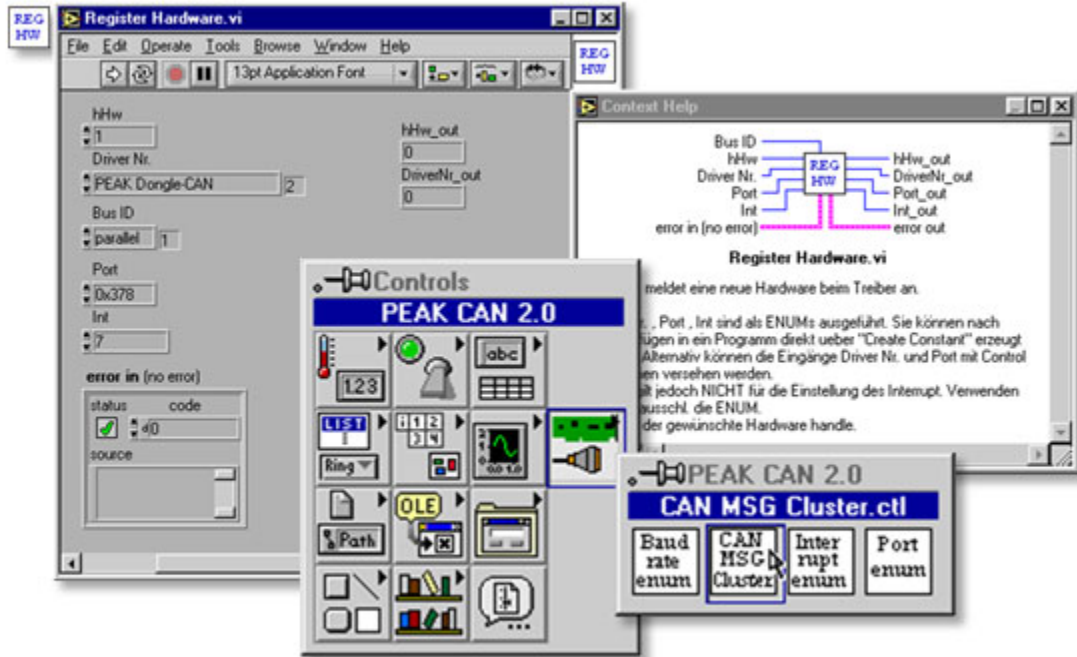 REG
HW
Register Hardware.vi
File Edit Operate Tools Browse Window Help
13pt Application Font
REG
HW
hHw
1
Driver Nr.
PEAK Dongle-CAN 2
Bus ID
parallel 1
Port
0x378
Int
7
error in (no error)
status code
0
source
hHw_out
0
DriverNr_out
0
Context Help
Bus ID
hHw
Driver Nr.
Port
Int
error in (no error)
REG
HW
hHw_out
DriverNr_out
Port_out
Int_out
error out
Register Hardware.vi
meldet eine neue Hardware beim Treiber an.
. , Port , Int sind als ENUMs ausgeführt. Sie können nach
fügen in ein Programm direkt ueber "Create Constant" erzeugt
Alternativ können die Eingänge Driver Nr. und Port mit Control
en versehen werden.
ilt jedoch NICHT für die Einstellung des Interrupt. Verwenden
ausschl. die ENUM.
der gewünschte Hardware handle.
Controls
PEAK CAN 2.0
1.23
abc
LIST
Ring
1 2
3 4
Path
OLE
PEAK CAN 2.0
CAN MSG Cluster.ctl
Baud
rate
enum
CAN
MSG
Cluster
Inter
rupt
enum
Port
enum